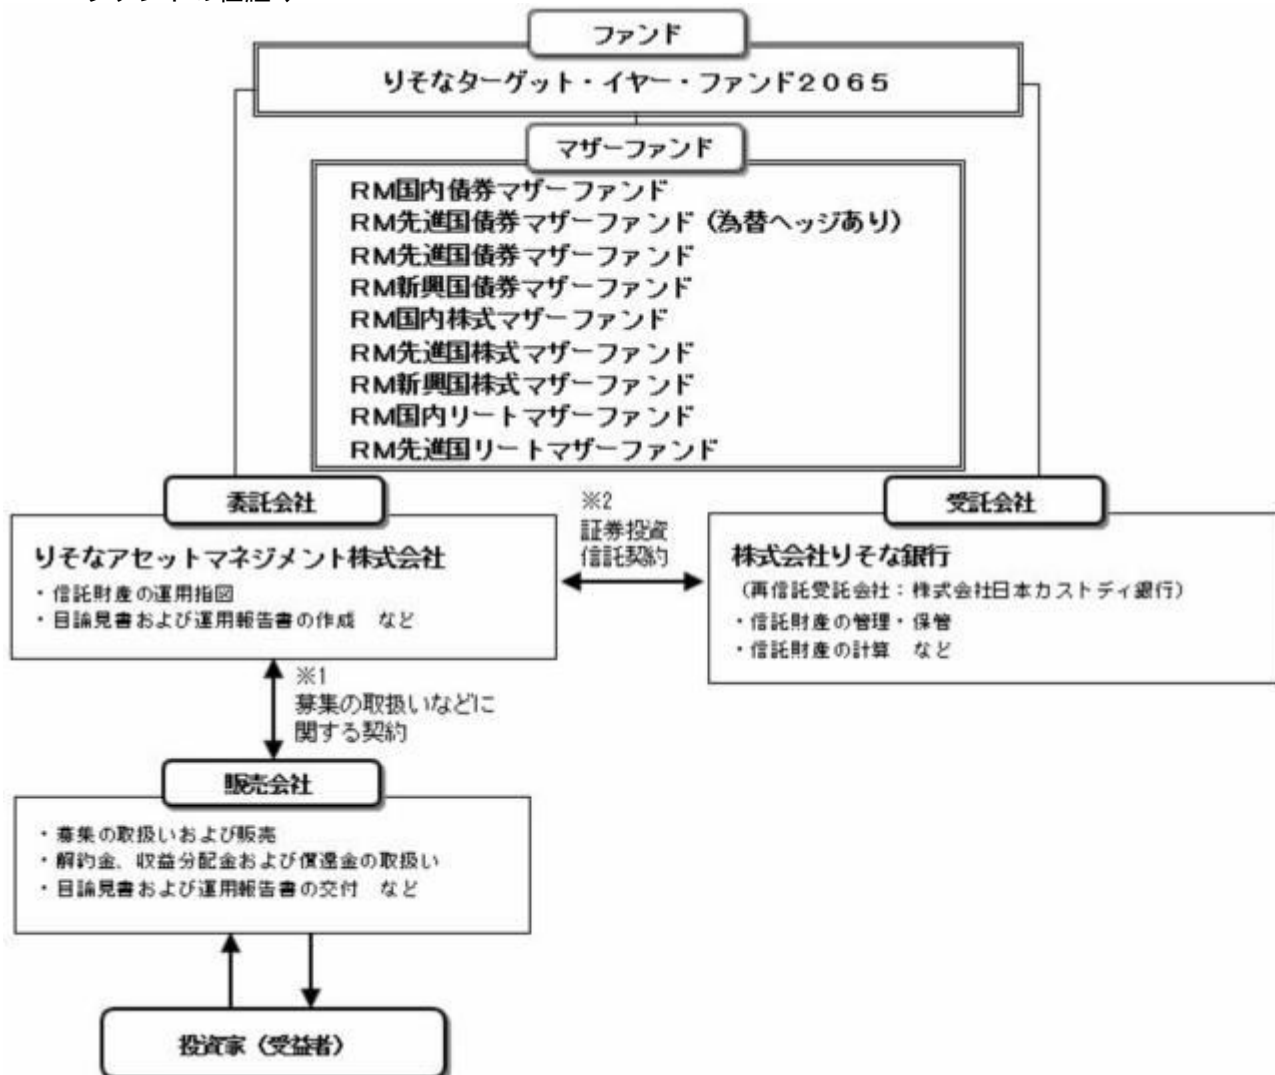 ファンドの仕組み
ファンド
りそなターゲット・イヤー・ファンド2065
マザーファンド
RM国内債券マザーファンド
RM先進国債券マザーファンド（為替ヘッジあり）
RM先進国債券マザーファンド
RM新興国債券マザーファンド
RM国内株式マザーファンド
RM先進国株式マザーファンド
RM新興国株式マザーファンド
RM国内リートマザーファンド
RM先進国リートマザーファンド
委託会社
りそなアセットマネジメント株式会社
・信託財産の運用指図
・目論見書および運用報告書の作成　など
※2
証券投資
信託契約
受託会社
株式会社りそな銀行
（再信託受託会社：株式会社日本カストディ銀行）
・信託財産の管理・保管
・信託財産の計算　など
※1
募集の取扱いなどに
関する契約
販売会社
・募集の取扱いおよび販売
・解約金、収益分配金および償還金の取扱い
・目論見書および運用報告書の交付　など
投資家（受益者）